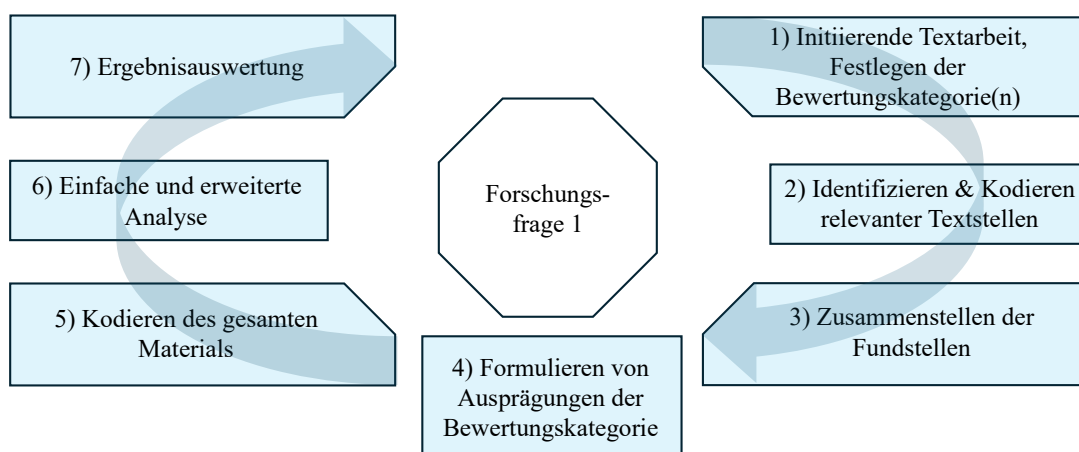 7) Ergebnisauswertung
1) Initiierende Textarbeit,
Festlegen der
Bewertungskategorie(n)
6) Einfache und erweiterte
Analyse
Forschungs-
frage 1
2) Identifizieren & Kodieren
relevanter Textstellen
5) Kodieren des gesamten
Materials
4) Formulieren von
Ausprägungen der
Bewertungskategorie
3) Zusammenstellen der
Fundstellen